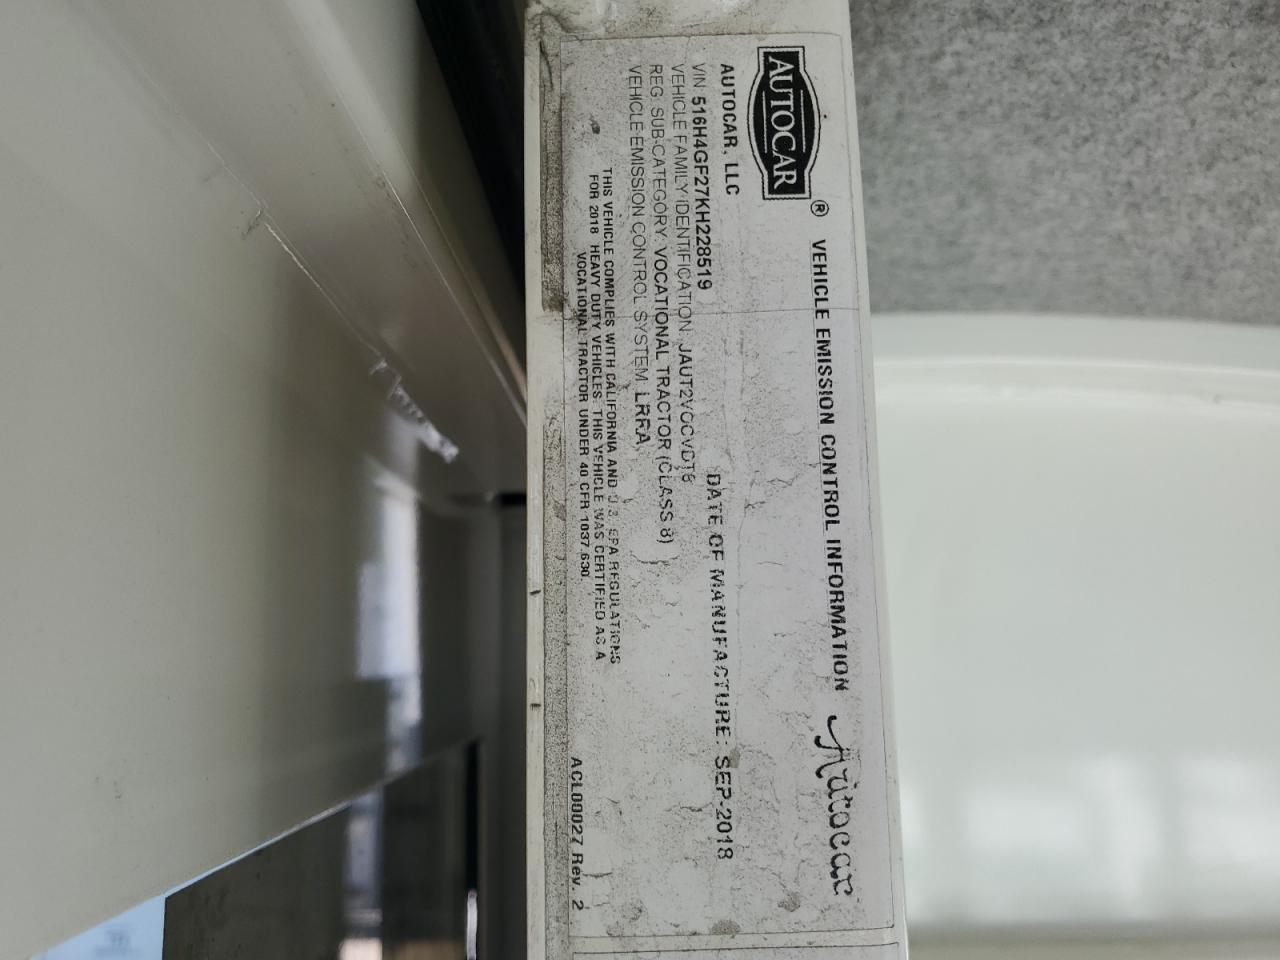 AUTOCAR ® VEHICLE EMISSION CONTROL INFORMATION Autocar
AUTOCAR, LLC DATE OF MANUFACTURE: SEP-2018
VIN: 516H4GF27KH228519
VEHICLE FAMILY IDENTIFICATION: JAUT2VOCVDT6
REG. SUB-CATEGORY: VOCATIONAL TRACTOR (CLASS 8)
VEHICLE EMISSION CONTROL SYSTEM: LRRA,
THIS VEHICLE COMPLIES WITH CALIFORNIA AND U.S. EPA REGULATIONS
FOR 2018 HEAVY DUTY VEHICLES. THIS VEHICLE WAS CERTIFIED AS A
VOCATIONAL TRACTOR UNDER 40 CFR 1037.630.
ACL00027 Rev. 2